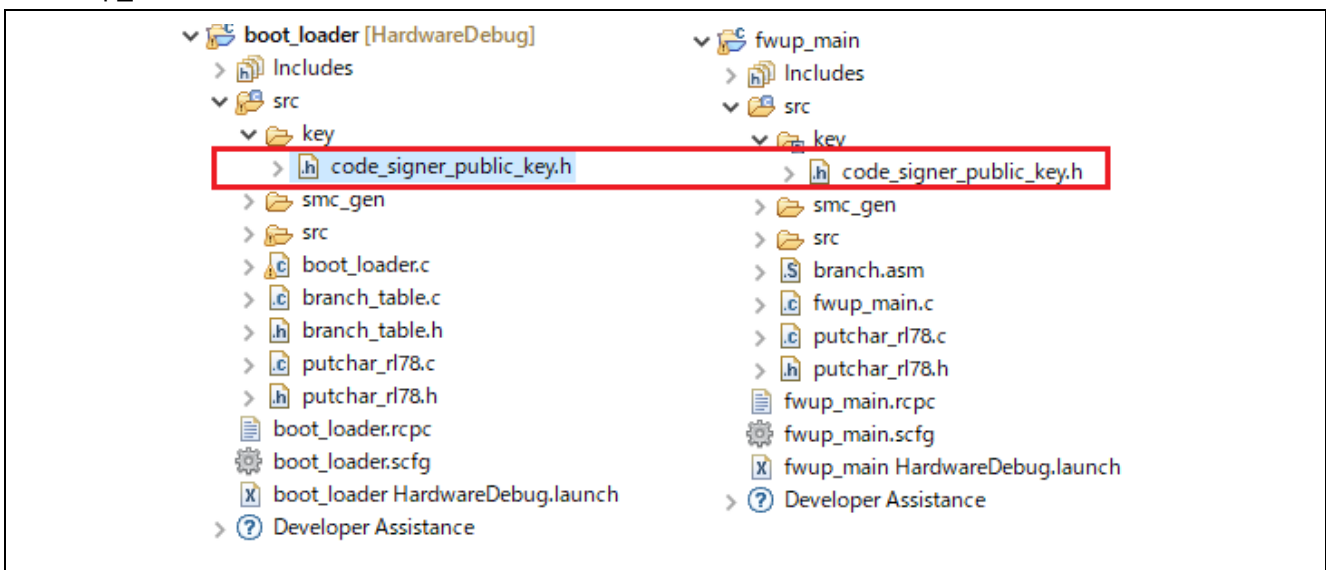 boot_loader [HardwareDebug]
Includes
src
key
code_signer_public_key.h
smc_gen
src
boot_loader.c
branch_table.c
branch_table.h
putchar_rl78.c
putchar_rl78.h
boot_loader.rcpc
boot_loader.scfg
boot_loader HardwareDebug.launch
Developer Assistance
fwup_main
Includes
src
key
code_signer_public_key.h
smc_gen
src
branch.asm
fwup_main.c
putchar_rl78.c
putchar_rl78.h
fwup_main.rcpc
fwup_main.scfg
fwup_main HardwareDebug.launch
Developer Assistance